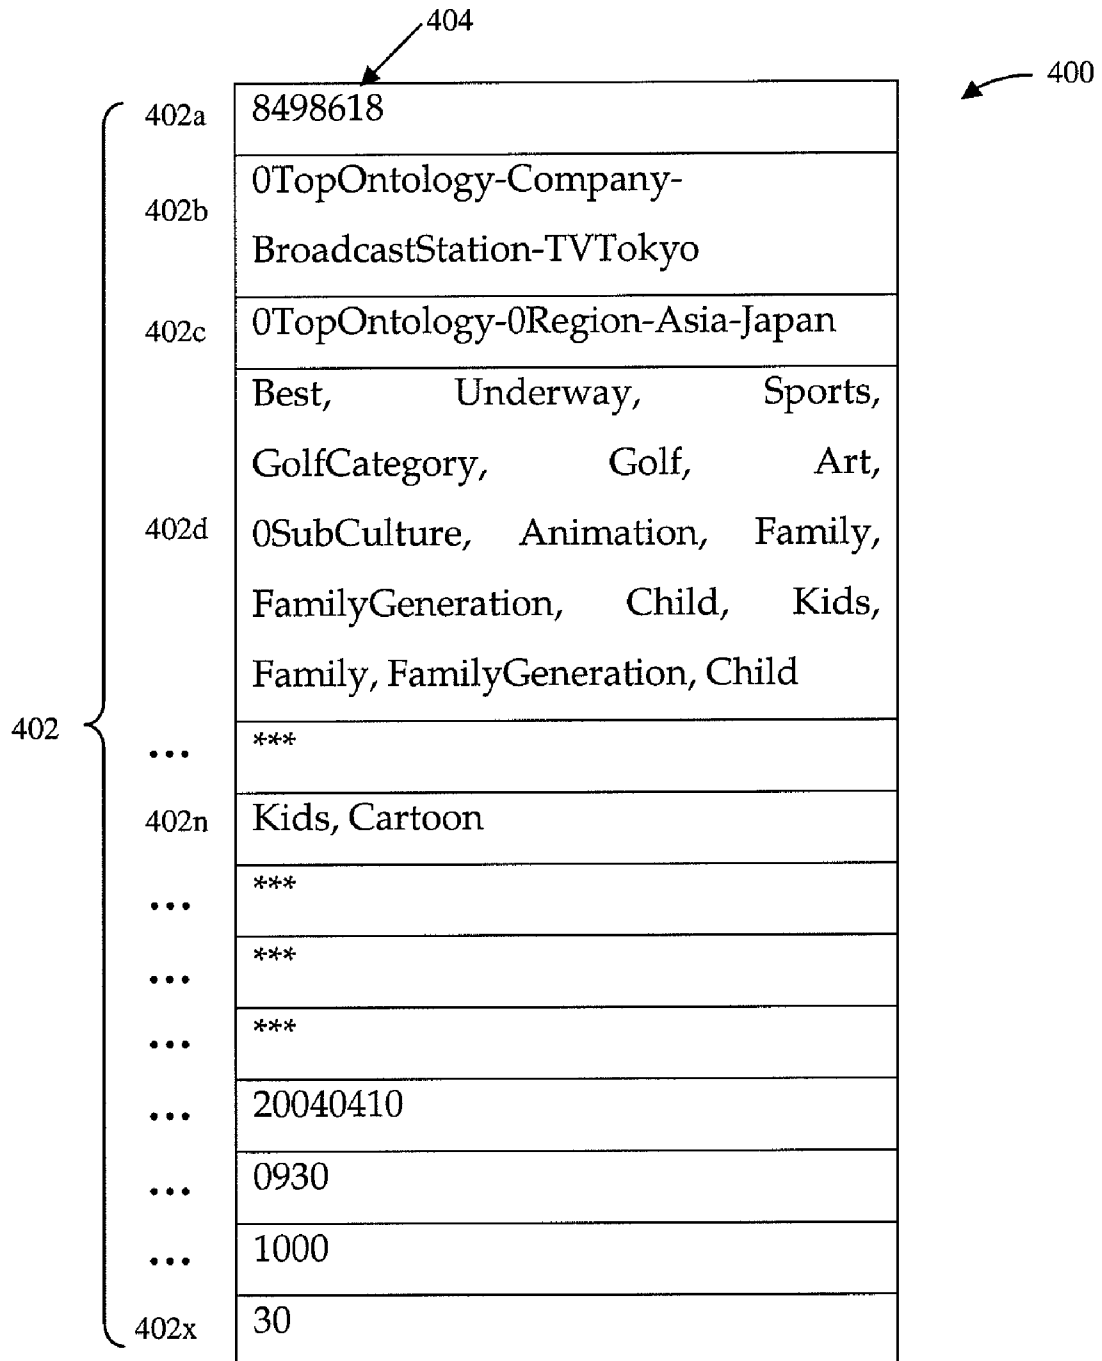 404
400
402a 8498618
402b 0TopOntology-Company-
BroadcastStation-TVTokyo
402c 0TopOntology-0Region-Asia-Japan
Best, Underway, Sports,
GolfCategory, Golf, Art,
402d 0SubCulture, Animation, Family,
FamilyGeneration, Child, Kids,
Family, FamilyGeneration, Child
402
... ***
402n Kids, Cartoon
... ***
... ***
... ***
... 20040410
... 0930
... 1000
402x 30